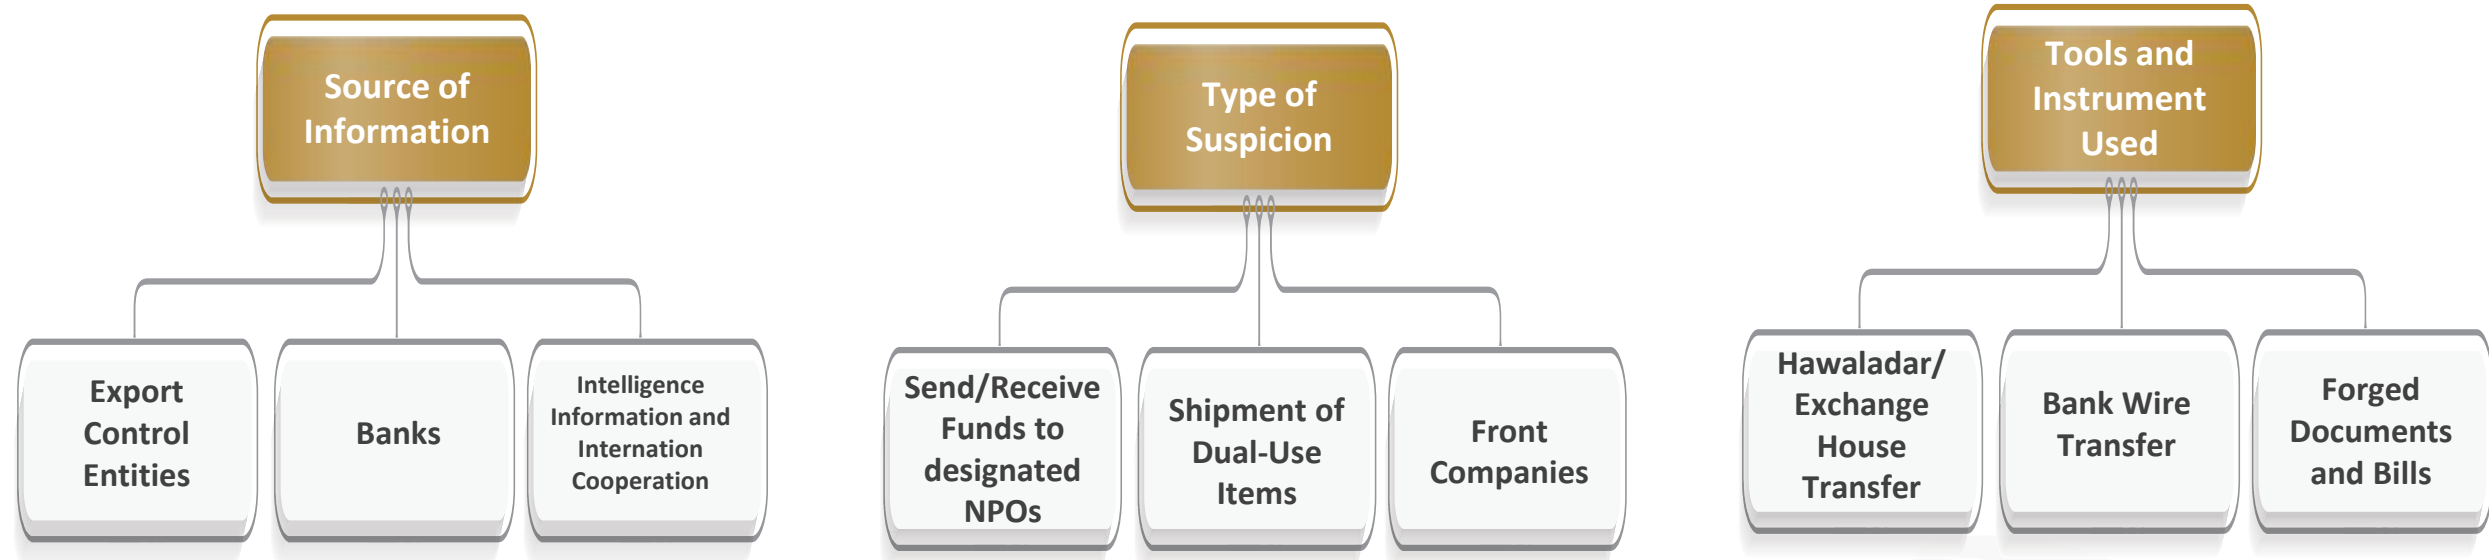 Source of
Information
Export
Control
Entities
Banks
Intelligence
Information and
Internation
Cooperation
Type of
Suspicion
Send/Receive
Funds to
designated
NPOs
Shipment of
Dual-Use
Items
Front
Companies
Tools and
Instrument
Used
Hawaladar/
Exchange
House
Transfer
Bank Wire
Transfer
Forged
Documents
and Bills